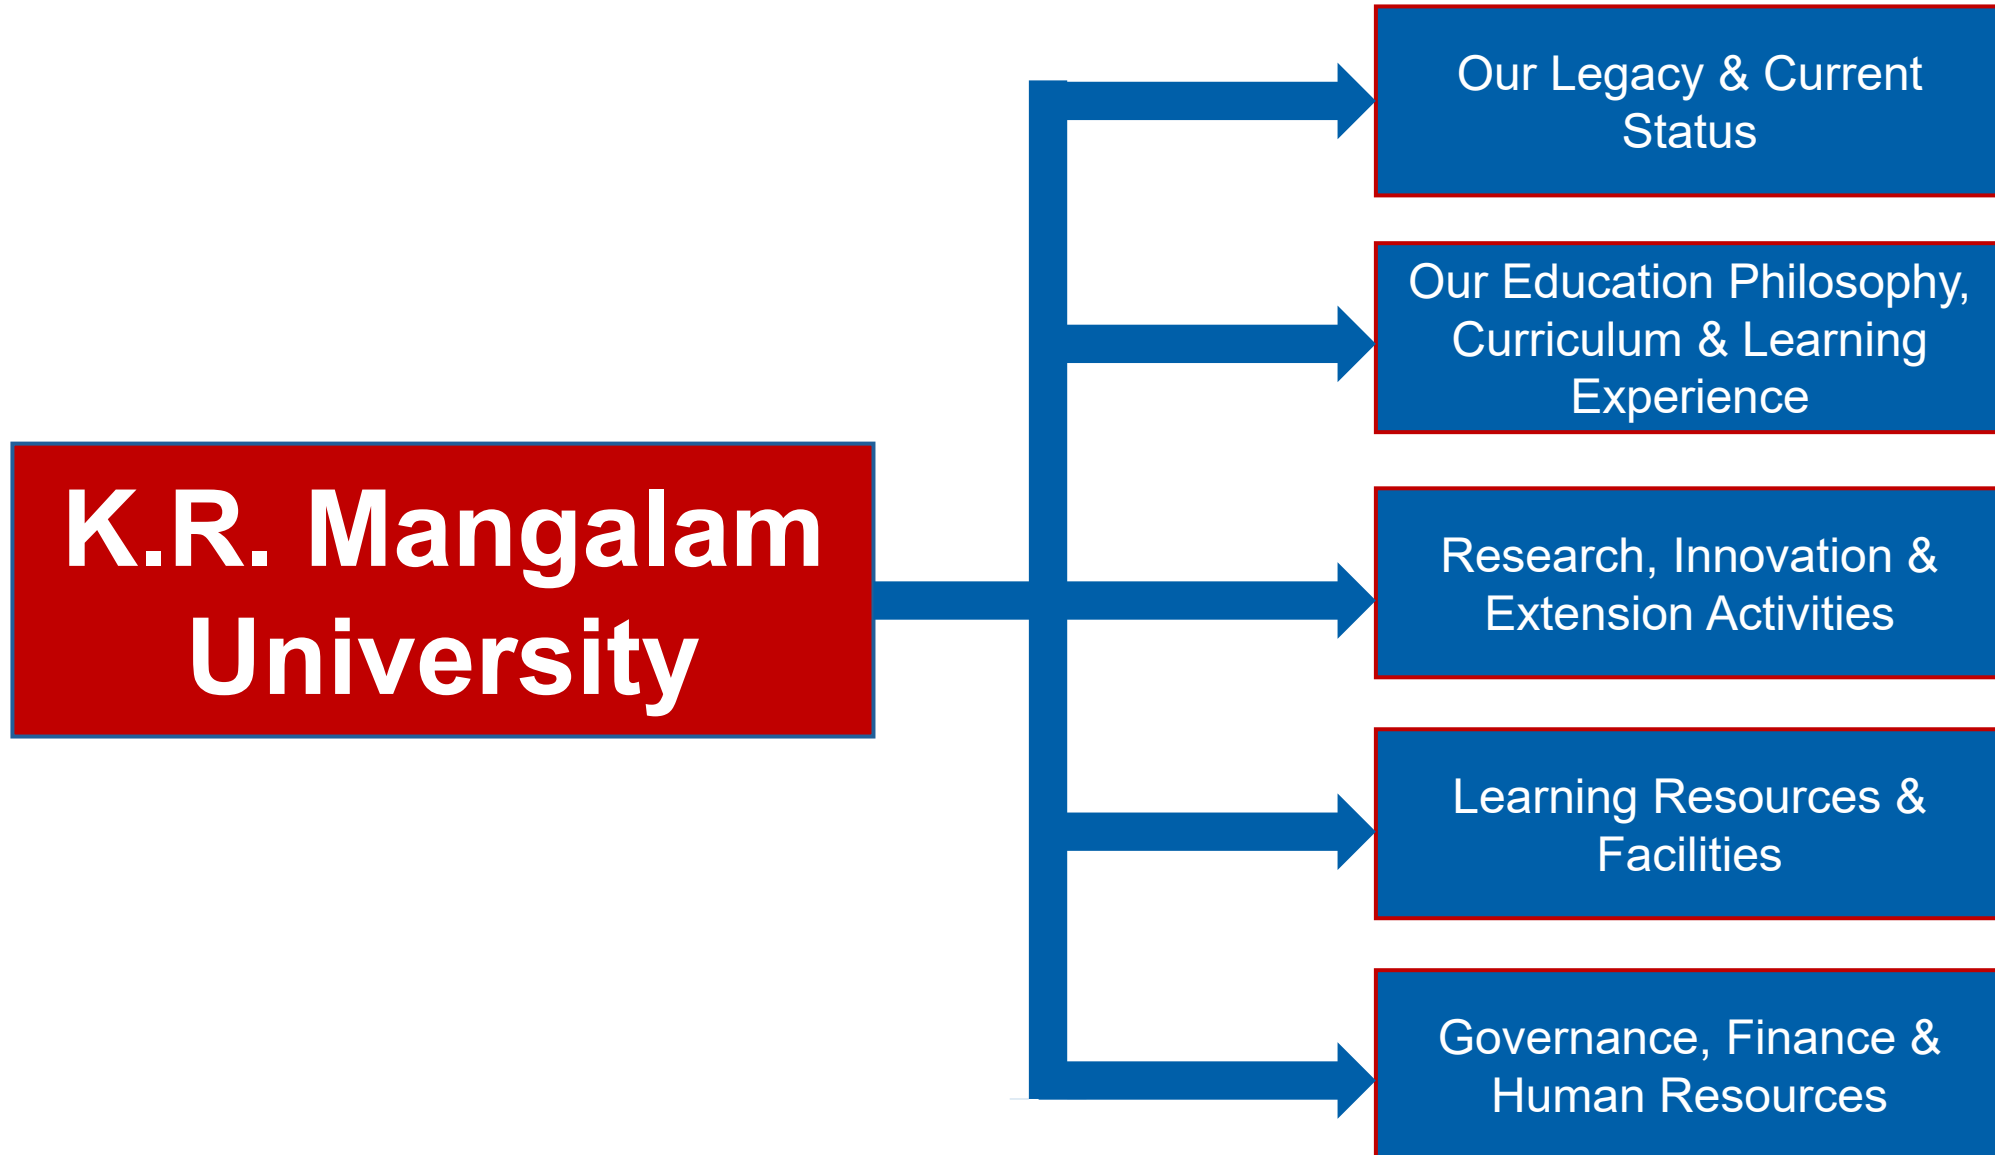 K.R. Mangalam
University
Our Legacy & Current
Status
Our Education Philosophy,
Curriculum & Learning
Experience
Research, Innovation &
Extension Activities
Learning Resources &
Facilities
Governance, Finance &
Human Resources